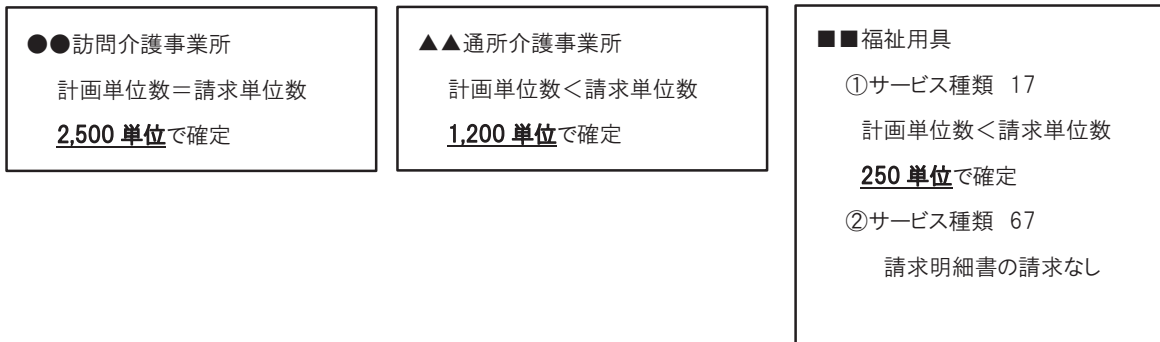 ●●訪問介護事業所
計画単位数＝請求単位数
2,500 単位で確定
▲▲通所介護事業所
計画単位数＜請求単位数
1,200 単位で確定
■■福祉用具
①サービス種類 17
計画単位数＜請求単位数
250 単位で確定
②サービス種類 67
請求明細書の請求なし